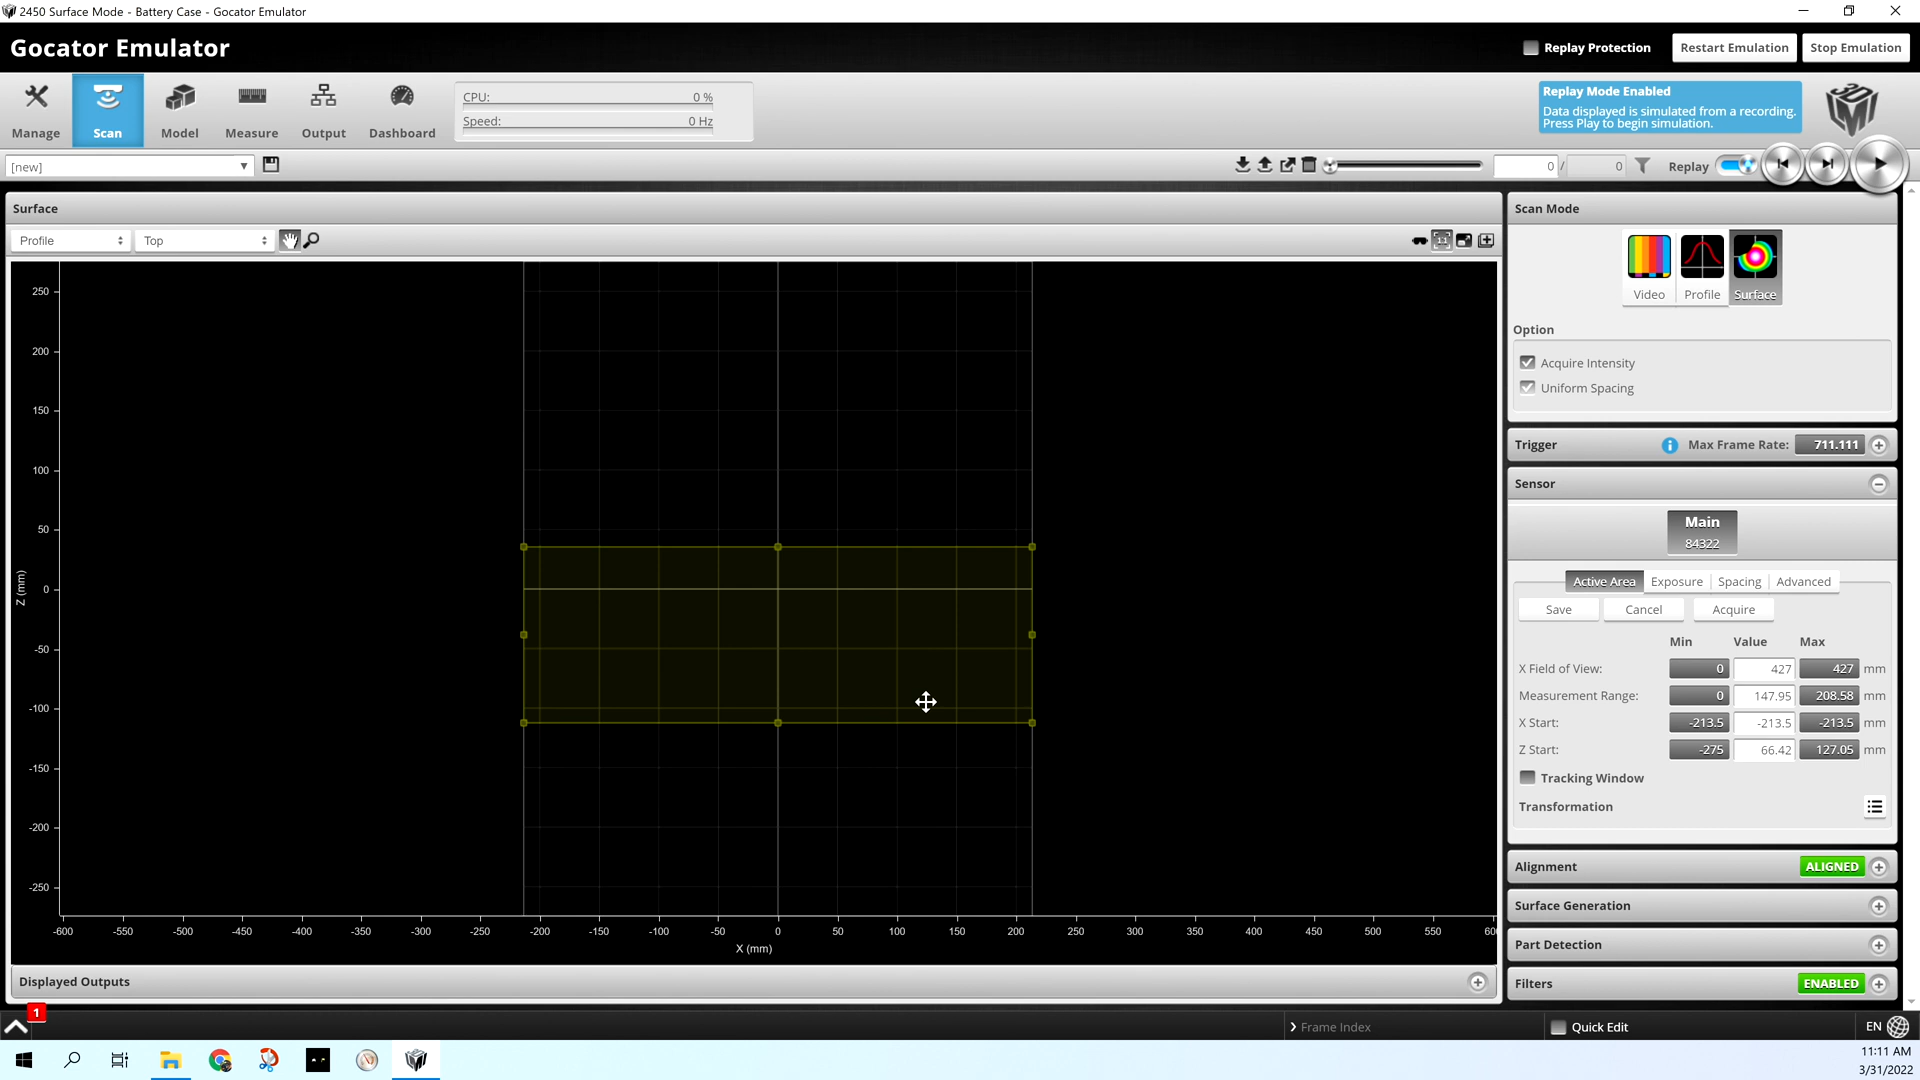 2450 Surface Mode - Battery Case - Gocator Emulator
Gocator Emulator
Replay Protection
Restart Emulation
Stop Emulation
Manage
Scan
Model
Measure
Output
Dashboard
CPU: 0 %
Speed: 0 Hz
Replay Mode Enabled
Data displayed is simulated from a recording.
Press Play to begin simulation.
[new]
0 / 0
Replay
Surface
Profile
Top
250
200
150
100
50
0
-50
-100
-150
-200
-250
Z (mm)
-600 -550 -500 -450 -400 -350 -300 -250 -200 -150 -100 -50 0 50 100 150 200 250 300 350 400 450 500 550 60
X (mm)
Displayed Outputs
Scan Mode
Video
Profile
Surface
Option
Acquire Intensity
Uniform Spacing
Trigger
Max Frame Rate: 711.111
Sensor
Main
84322
Active Area Exposure Spacing Advanced
Save Cancel Acquire
Min Value Max
X Field of View: 0 427 427 mm
Measurement Range: 0 147.95 208.58 mm
X Start: -213.5 -213.5 -213.5 mm
Z Start: -275 66.42 127.05 mm
Tracking Window
Transformation
Alignment ALIGNED
Surface Generation
Part Detection
Filters ENABLED
1
Frame Index
Quick Edit
EN
11:11 AM
3/31/2022